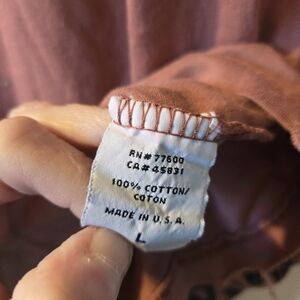 RN# 77600
CA# 45831
100% COTTON/
COTON
MADE IN U.S.A.
L